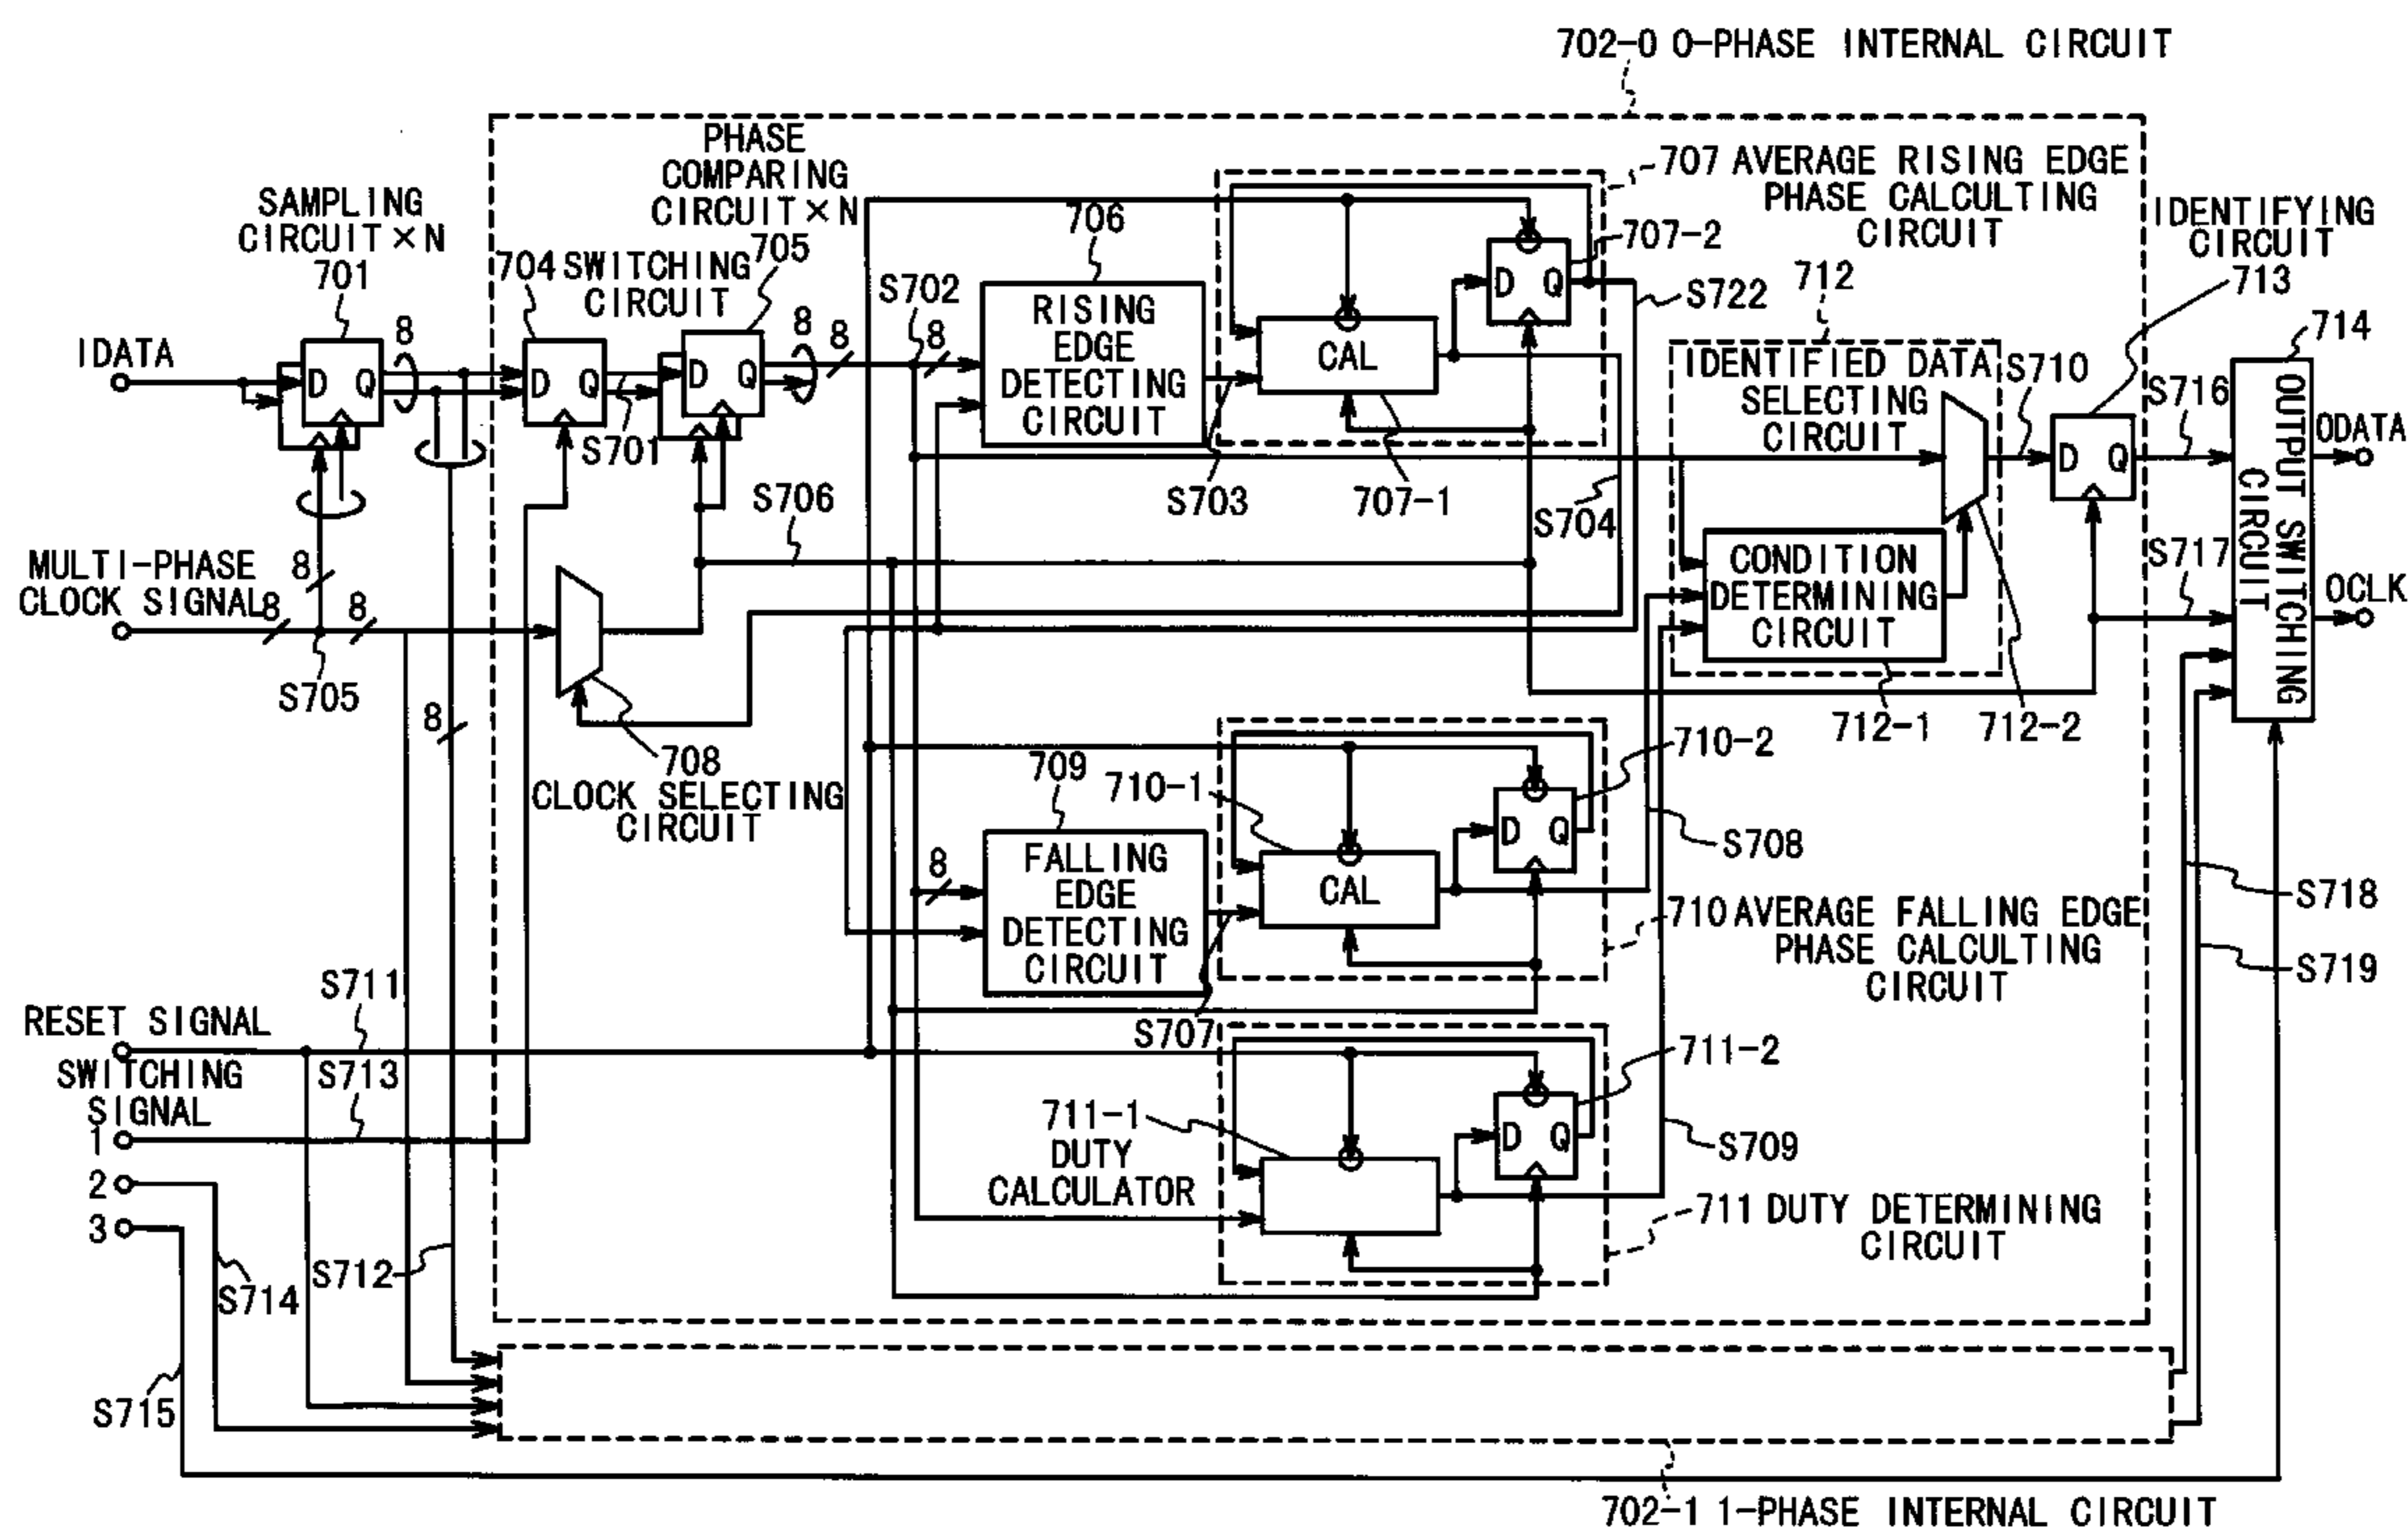 702-0 0-PHASE INTERNAL CIRCUIT
PHASE
COMPARING
CIRCUIT×N
705
SAMPLING
CIRCUIT×N
701
704 SWITCHING
CIRCUIT
706
707 AVERAGE RISING EDGE
PHASE CALCULTING
CIRCUIT
707-2
IDENTIFYING
CIRCUIT
713
712
714
IDATA
D Q
8
D Q
S701
D Q
8
8
S702
8
RISING
EDGE
DETECTING
CIRCUIT
CAL
D Q
S722
S703
707-1
S704
IDENTIFIED DATA
SELECTING
CIRCUIT
S710
D Q
S716
OUTPUT SWITCHING
CIRCUIT
ODATA
S717
OCLK
CONDITION
DETERMINING
CIRCUIT
712-1
712-2
S706
MULTI-PHASE
CLOCK SIGNAL
8
8
8
S705
8
708
CLOCK SELECTING
CIRCUIT
709
710-1
710-2
8
FALLING
EDGE
DETECTING
CIRCUIT
CAL
D Q
S708
710 AVERAGE FALLING EDGE
PHASE CALCULTING
CIRCUIT
S707
S718
S719
S711
RESET SIGNAL
SWITCHING
SIGNAL
S713
1
2
3
711-1
DUTY
CALCULATOR
D Q
711-2
S709
711 DUTY DETERMINING
CIRCUIT
S712
S714
S715
702-1 1-PHASE INTERNAL CIRCUIT